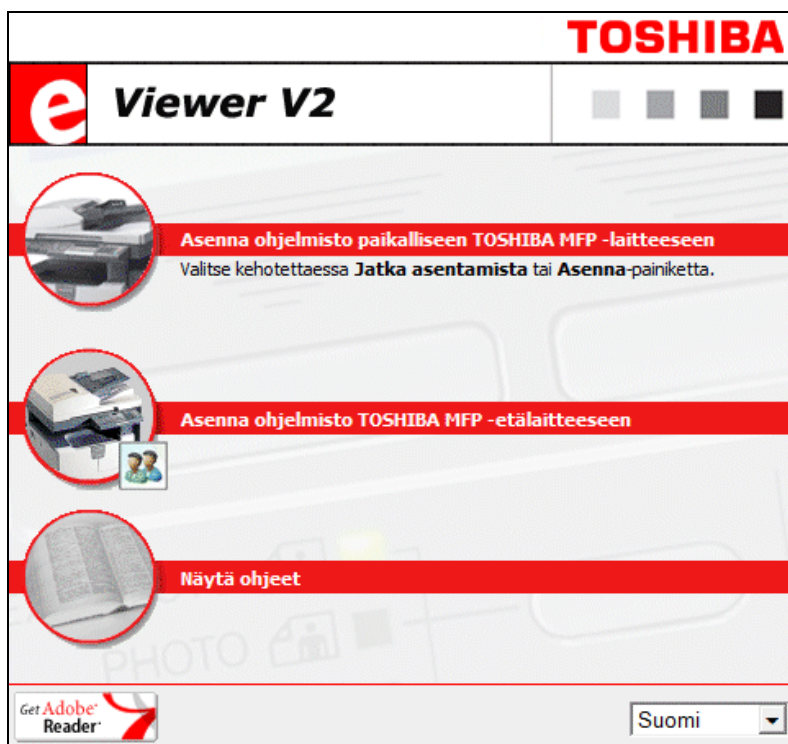 TOSHIBA
e Viewer V2
Asenna ohjelmisto paikalliseen TOSHIBA MFP -laitteeseen
Valitse kehotettaessa Jatka asentamista tai Asenna-painiketta.
Asenna ohjelmisto TOSHIBA MFP -etälaitteeseen
Näytä ohjeet
PHOTO
Get Adobe®
Reader®
Suomi